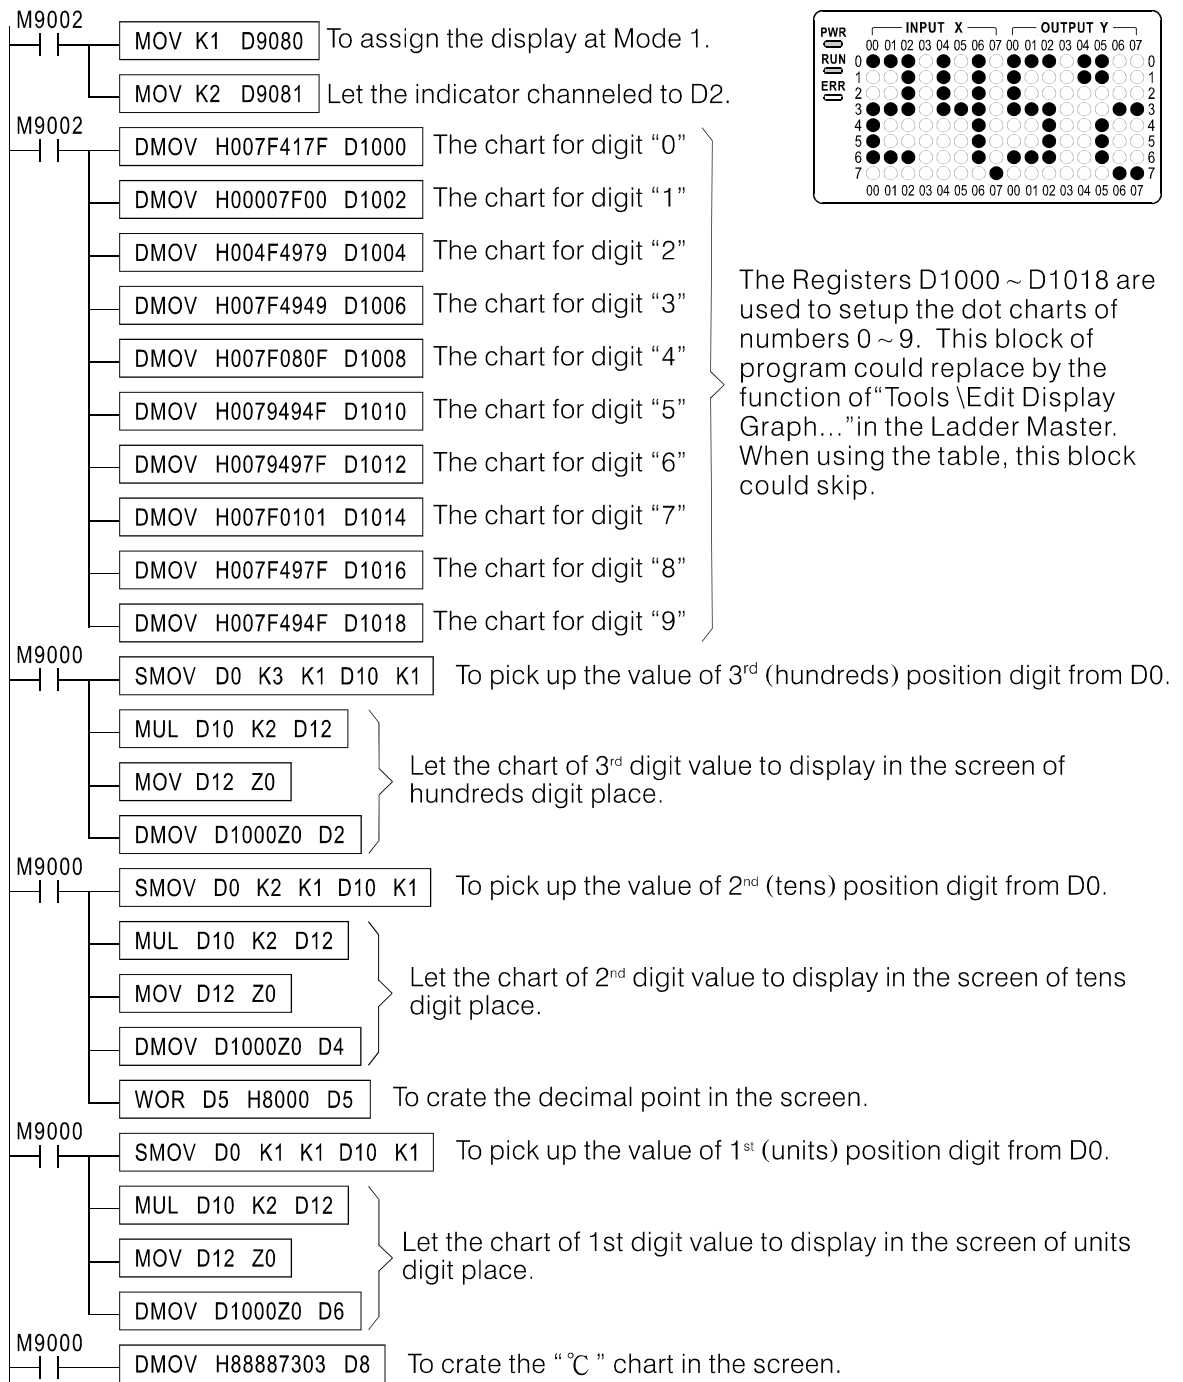 M9002
MOV K1 D9080 To assign the display at Mode 1.
MOV K2 D9081 Let the indicator channeled to D2.
INPUT X OUTPUT Y
PWR
RUN
ERR
00 01 02 03 04 05 06 07 00 01 02 03 04 05 06 07
0 0
1 1
2 2
3 3
4 4
5 5
6 6
7 7
00 01 02 03 04 05 06 07 00 01 02 03 04 05 06 07
M9002
DMOV H007F417F D1000 The chart for digit “0”
DMOV H00007F00 D1002 The chart for digit “1”
DMOV H004F4979 D1004 The chart for digit “2”
DMOV H007F4949 D1006 The chart for digit “3”
DMOV H007F080F D1008 The chart for digit “4”
DMOV H0079494F D1010 The chart for digit “5”
DMOV H0079497F D1012 The chart for digit “6”
DMOV H007F0101 D1014 The chart for digit “7”
DMOV H007F497F D1016 The chart for digit “8”
DMOV H007F494F D1018 The chart for digit “9”
The Registers D1000 ~ D1018 are
used to setup the dot charts of
numbers 0 ~ 9. This block of
program could replace by the
function of“Tools \Edit Display
Graph...”in the Ladder Master.
When using the table, this block
could skip.
M9000
SMOV D0 K3 K1 D10 K1 To pick up the value of 3rd (hundreds) position digit from D0.
MUL D10 K2 D12
MOV D12 Z0
DMOV D1000Z0 D2
Let the chart of 3rd digit value to display in the screen of
hundreds digit place.
M9000
SMOV D0 K2 K1 D10 K1 To pick up the value of 2nd (tens) position digit from D0.
MUL D10 K2 D12
MOV D12 Z0
DMOV D1000Z0 D4
Let the chart of 2nd digit value to display in the screen of tens
digit place.
WOR D5 H8000 D5 To crate the decimal point in the screen.
M9000
SMOV D0 K1 K1 D10 K1 To pick up the value of 1st (units) position digit from D0.
MUL D10 K2 D12
MOV D12 Z0
DMOV D1000Z0 D6
Let the chart of 1st digit value to display in the screen of units
digit place.
M9000
DMOV H88887303 D8 To crate the “ ℃ ” chart in the screen.